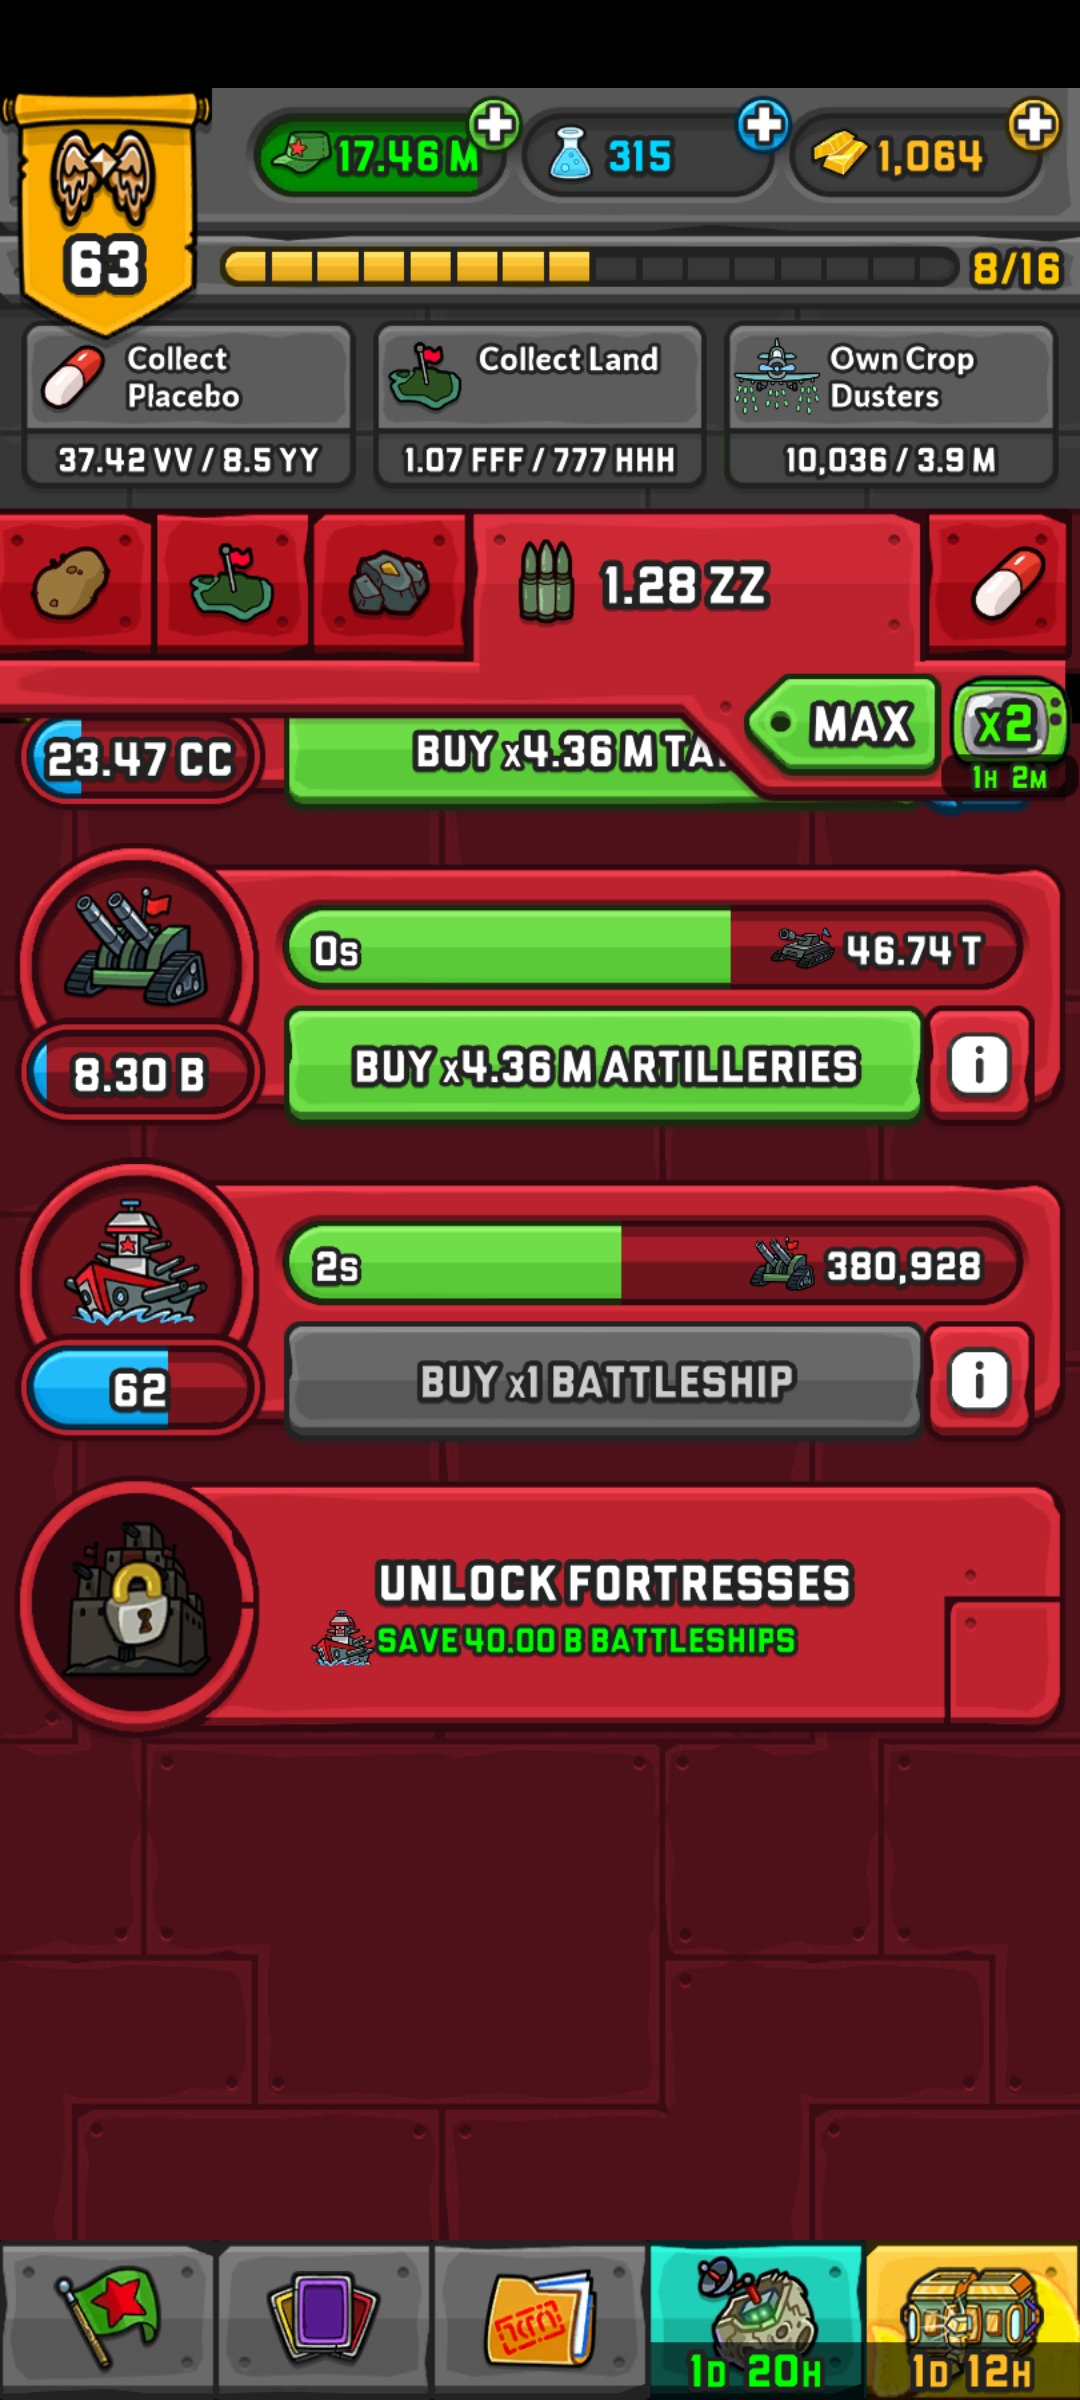 17.46 M
315
1,064
63
8/16
Collect
Placebo
37.42 VV / 8.5 YY
Collect Land
1.07 FFF / 777 HHH
Own Crop
Dusters
10,036 / 3.9 M
1.28 ZZ
MAX
x2
1H 2M
23.47 CC
BUY x4.36 M
0s
46.74 T
8.30 B
BUY x4.36 M ARTILLERIES
i
2s
380,928
62
BUY x1 BATTLESHIP
i
UNLOCK FORTRESSES
SAVE 40.00 B BATTLESHIPS
1D 20H
1D 12H